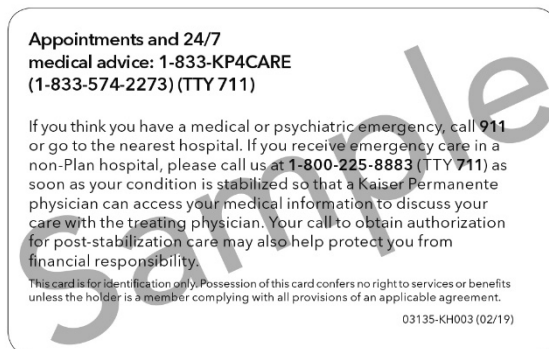 Appointments and 24/7
medical advice: 1-833-KP4CARE
(1-833-574-2273) (TTY 711)
If you think you have a medical or psychiatric emergency, call 911
or go to the nearest hospital. If you receive emergency care in a
non-Plan hospital, please call us at 1-800-225-8883 (TTY 711) as
soon as your condition is stabilized so that a Kaiser Permanente
physician can access your medical information to discuss your
care with the treating physician. Your call to obtain authorization
for post-stabilization care may also help protect you from
financial responsibility.
This card is for identification only. Possession of this card confers no right to services or benefits
unless the holder is a member complying with all provisions of an applicable agreement.
03135-KH003 (02/19)
Sample